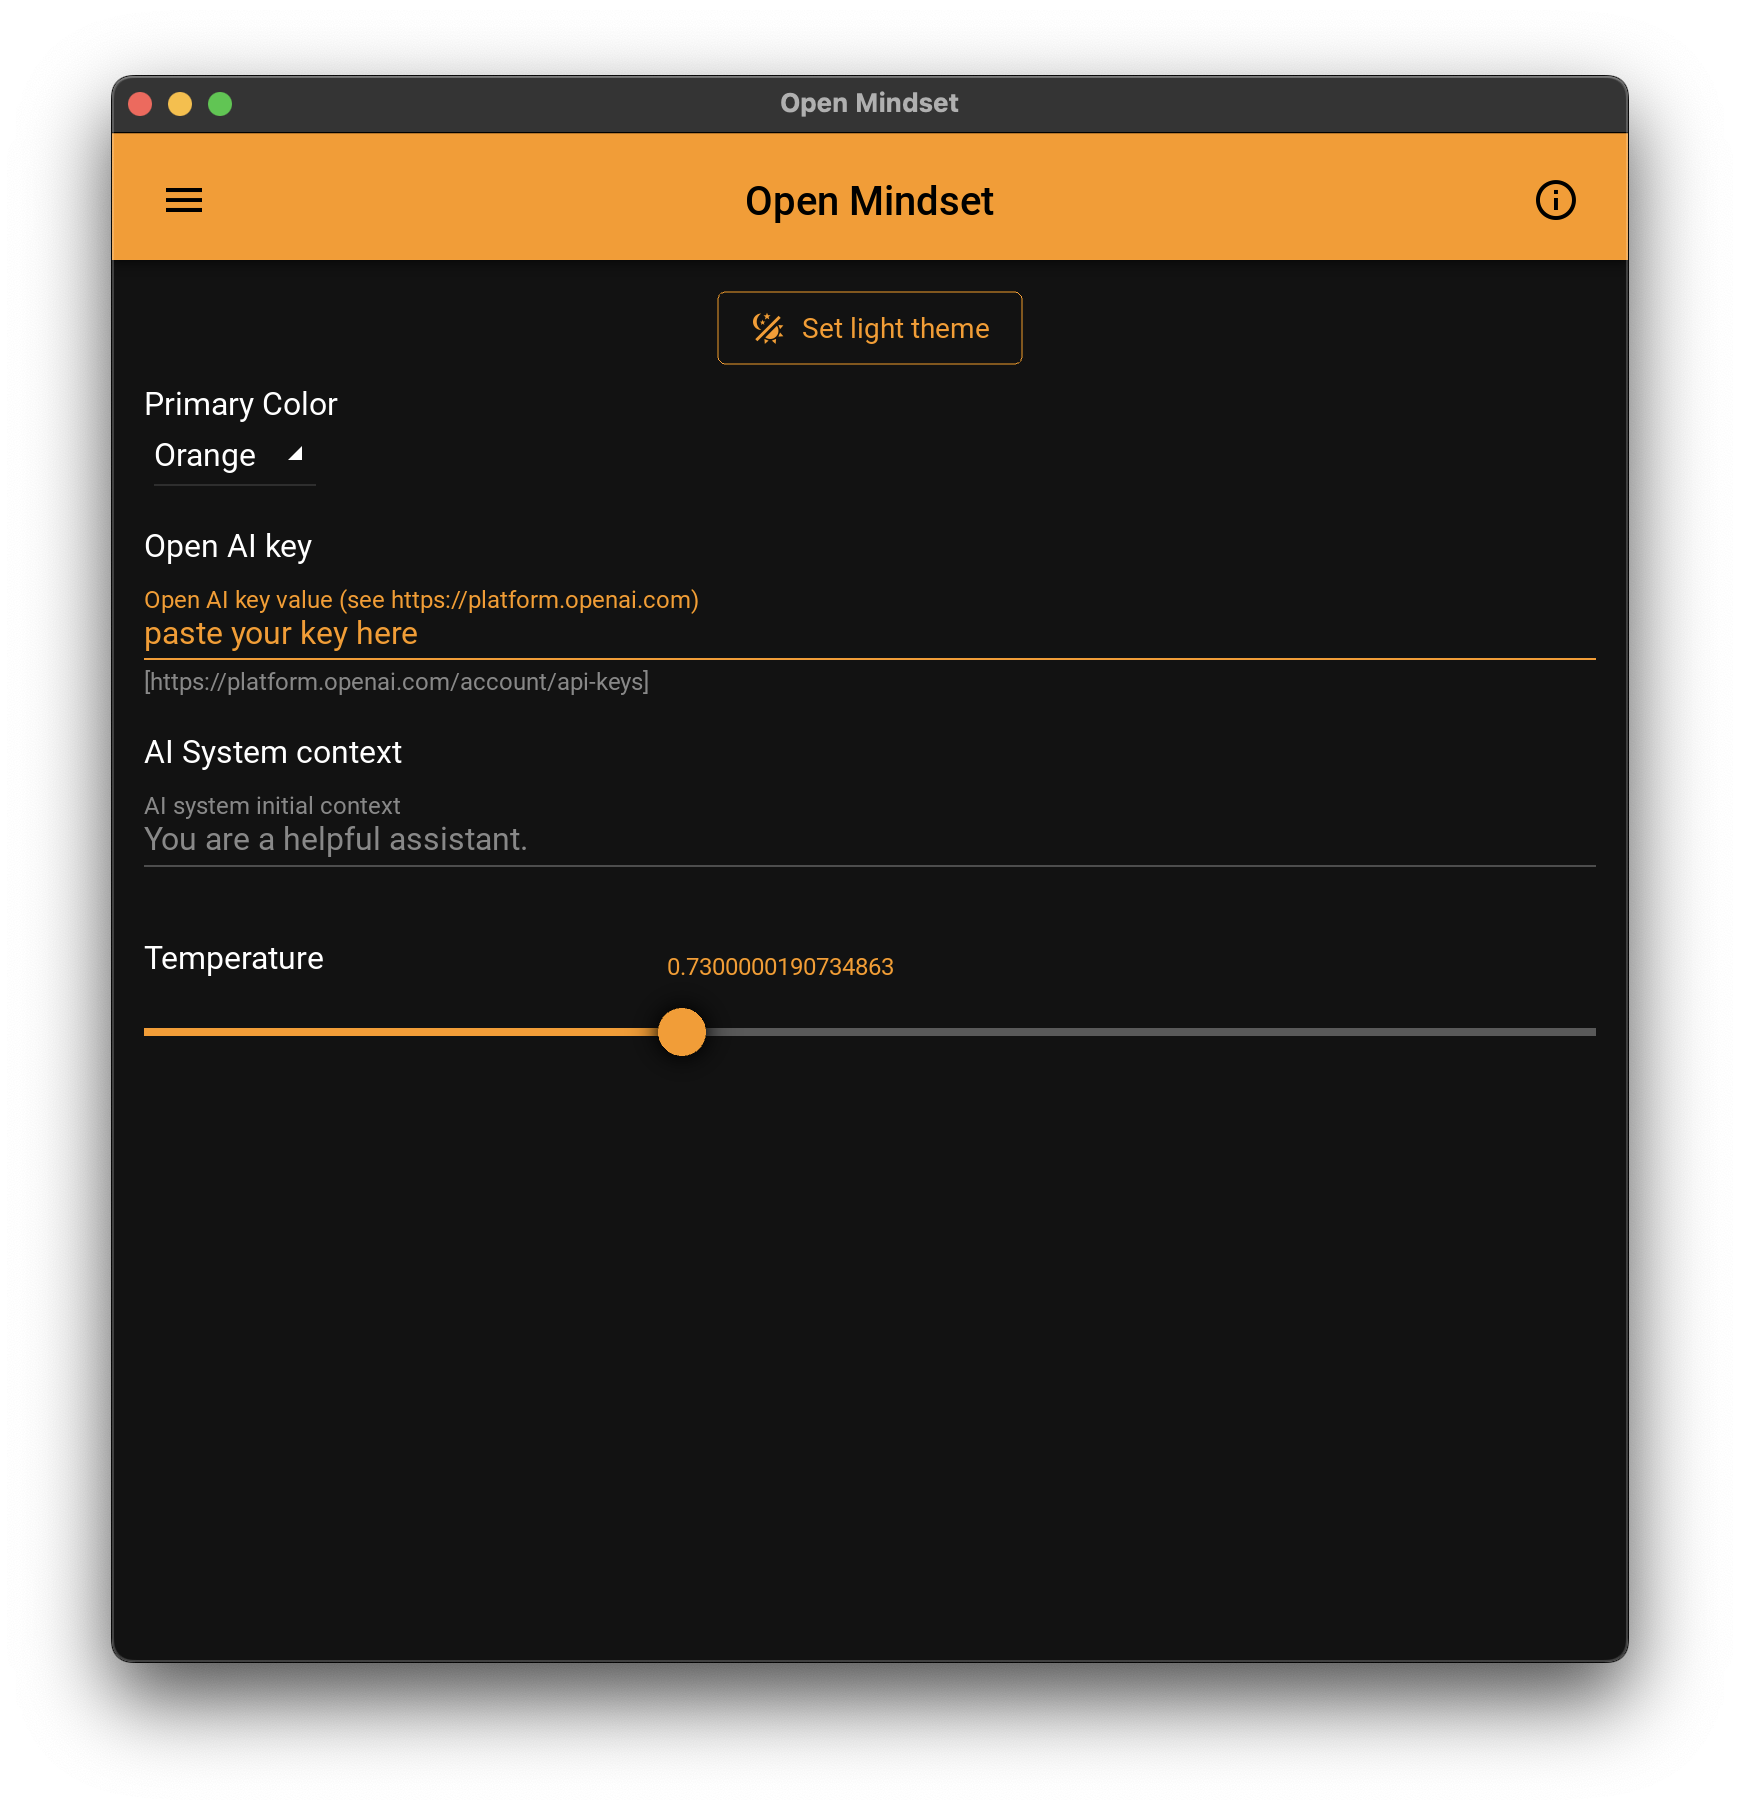 Open Mindset
Open Mindset
Set light theme
Primary Color
Orange
Open AI key
Open AI key value (see https://platform.openai.com)
paste your key here
[https://platform.openai.com/account/api-keys]
AI System context
AI system initial context
You are a helpful assistant.
Temperature
0.7300000190734863